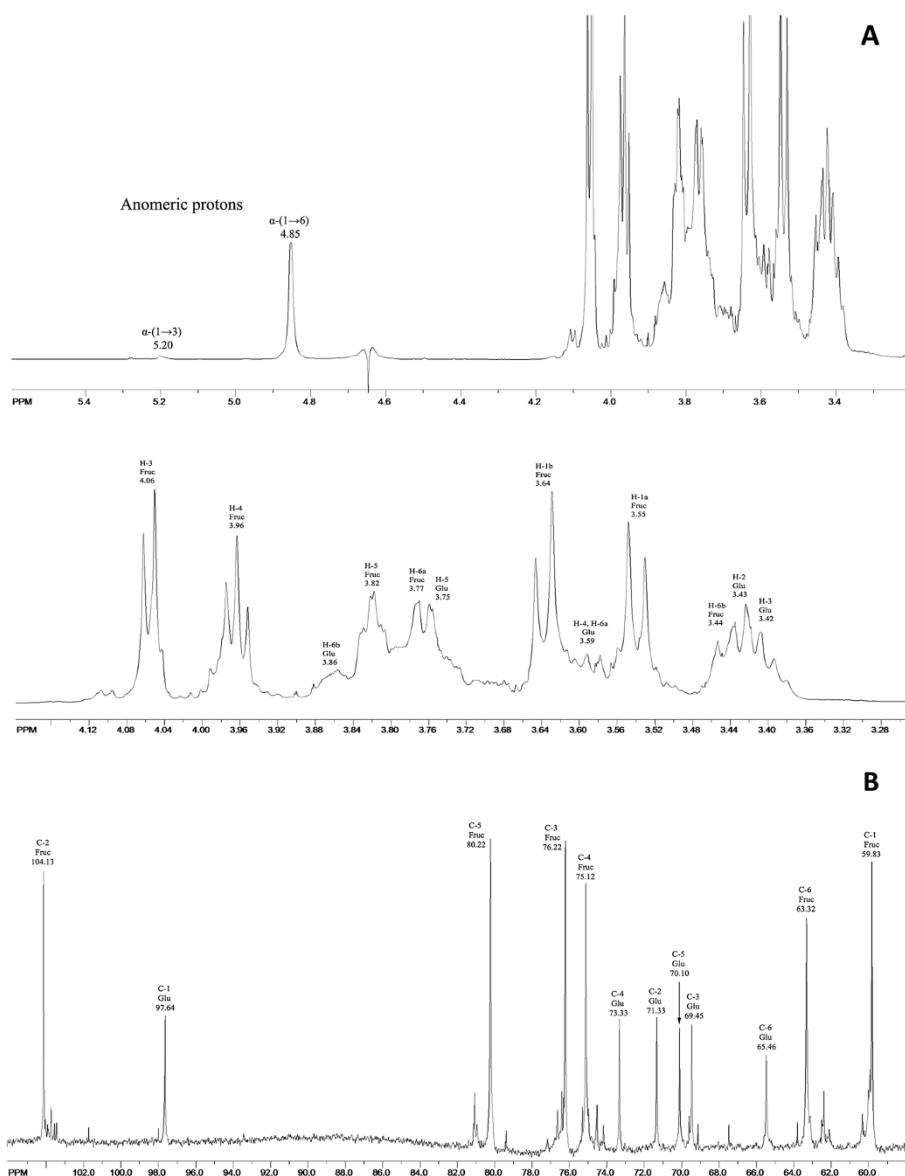 A
Anomeric protons
α-(1→6)
4.85
α-(1→3)
5.20
PPM 5.4 5.2 5.0 4.8 4.6 4.4 4.2 4.0 3.8 3.6 3.4
H-3
Fruc
4.06
H-4
Fruc
3.96
H-6b
Glu
3.86
H-5
Fruc
3.82
H-6a
Fruc
3.77
H-5
Glu
3.75
H-1b
Fruc
3.64
H-4, H-6a
Glu
3.59
H-1a
Fruc
3.55
H-6b
Fruc
3.44
H-2
Glu
3.43
H-3
Glu
3.42
PPM 4.12 4.08 4.04 4.00 3.96 3.92 3.88 3.84 3.80 3.76 3.72 3.68 3.64 3.60 3.56 3.52 3.48 3.44 3.40 3.36 3.32 3.28
B
C-2
Fruc
104.13
C-1
Glu
97.64
C-5
Fruc
80.22
C-3
Fruc
76.22
C-4
Fruc
75.12
C-4
Glu
73.33
C-2
Glu
71.33
C-5
Glu
70.10
C-3
Glu
69.45
C-6
Glu
65.46
C-6
Fruc
63.32
C-1
Fruc
59.83
PPM 102.0 100.0 98.0 96.0 94.0 92.0 90.0 88.0 86.0 84.0 82.0 80.0 78.0 76.0 74.0 72.0 70.0 68.0 66.0 64.0 62.0 60.0